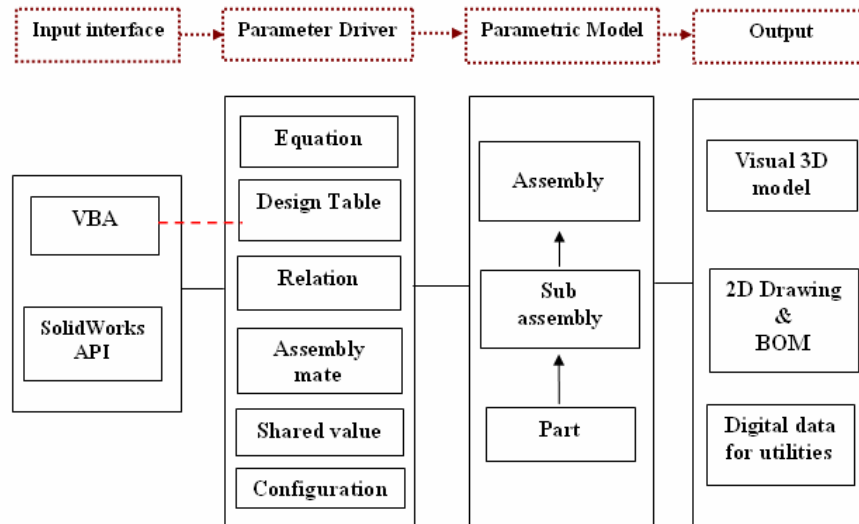 Input interface
Parameter Driver
Parametric Model
Output
VBA
SolidWorks
API
Equation
Design Table
Relation
Assembly
mate
Shared value
Configuration
Assembly
Sub
assembly
Part
Visual 3D
model
2D Drawing
&
BOM
Digital data
for utilities